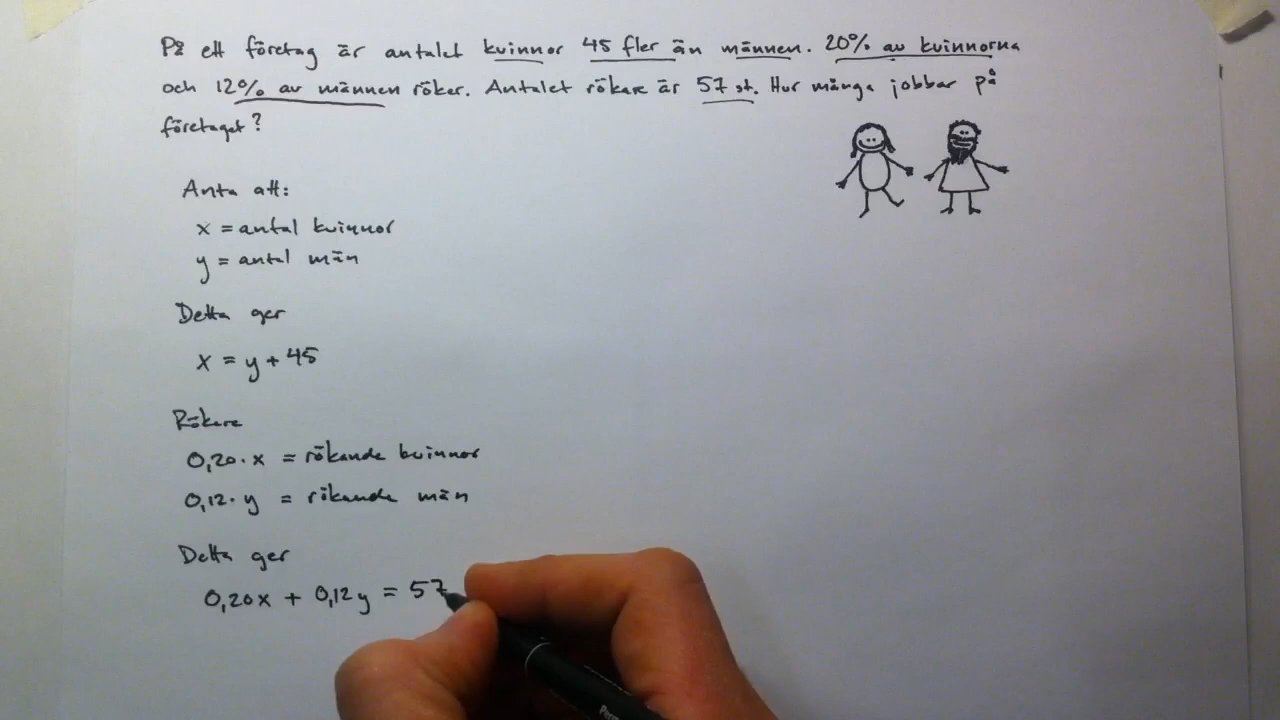 På ett företag är antalet kvinnor 45 fler än männen. 20% av kvinnorna
och 12% av männen röker. Antalet rökare är 57 st. Hur många jobbar på
företaget?
Anta att:
x = antal kvinnor
y = antal män
Detta ger
x = y + 45
Rökare
0,20·x = rökande kvinnor
0,12·y = rökande män
Detta ger
0,20x + 0,12y = 57